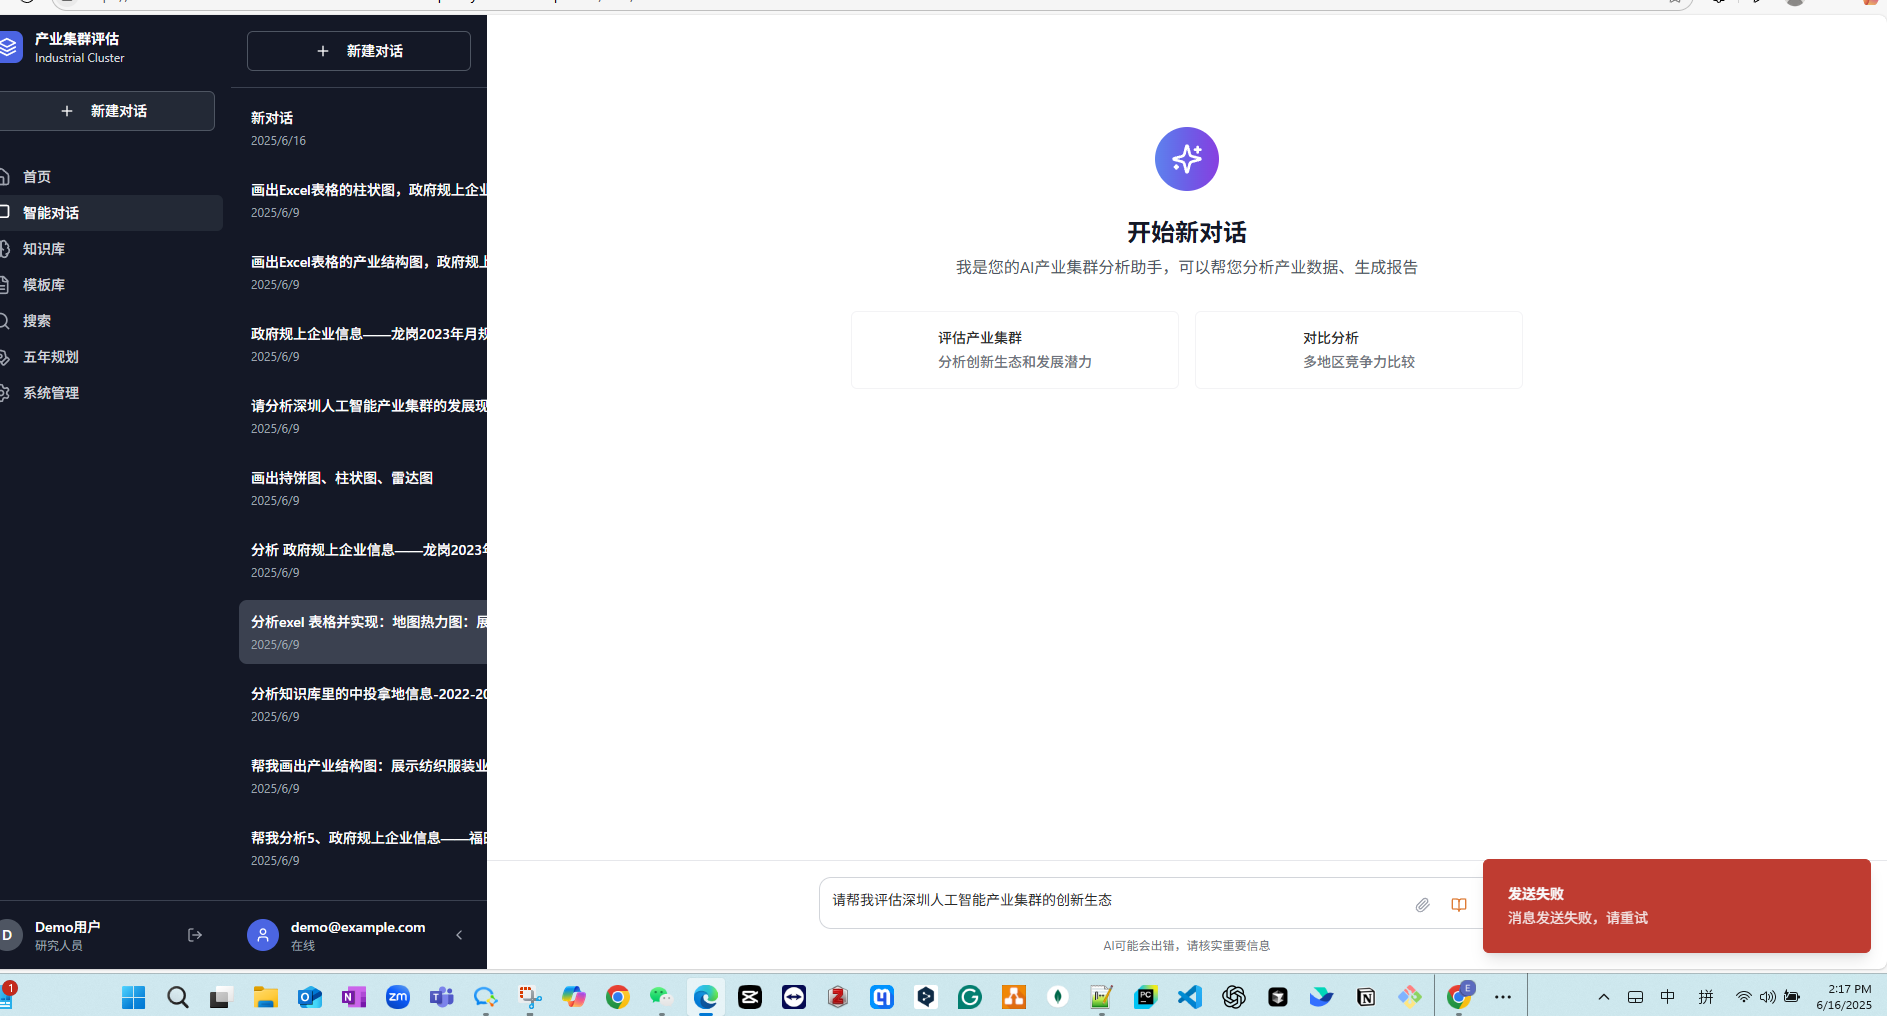 产业集群评估
Industrial Cluster
+ 新建对话
首页
智能对话
知识库
模板库
搜索
五年规划
系统管理
D
Demo用户
研究人员
+ 新建对话
新对话
2025/6/16
画出Excel表格的柱状图，政府规上企业
2025/6/9
画出Excel表格的产业结构图，政府规上
2025/6/9
政府规上企业信息——龙岗2023年月规
2025/6/9
请分析深圳人工智能产业集群的发展现
2025/6/9
画出持饼图、柱状图、雷达图
2025/6/9
分析 政府规上企业信息——龙岗2023年
2025/6/9
分析exel 表格并实现：地图热力图：展
2025/6/9
分析知识库里的中投拿地信息-2022-20
2025/6/9
帮我画出产业结构图：展示纺织服装业
2025/6/9
帮我分析5、政府规上企业信息——福田
2025/6/9
demo@example.com
在线
开始新对话
我是您的AI产业集群分析助手，可以帮您分析产业数据、生成报告
评估产业集群
分析创新生态和发展潜力
对比分析
多地区竞争力比较
请帮我评估深圳人工智能产业集群的创新生态
AI可能会出错，请核实重要信息
发送失败
消息发送失败，请重试
1
zm
PC
E
中
拼
2:17 PM
6/16/2025